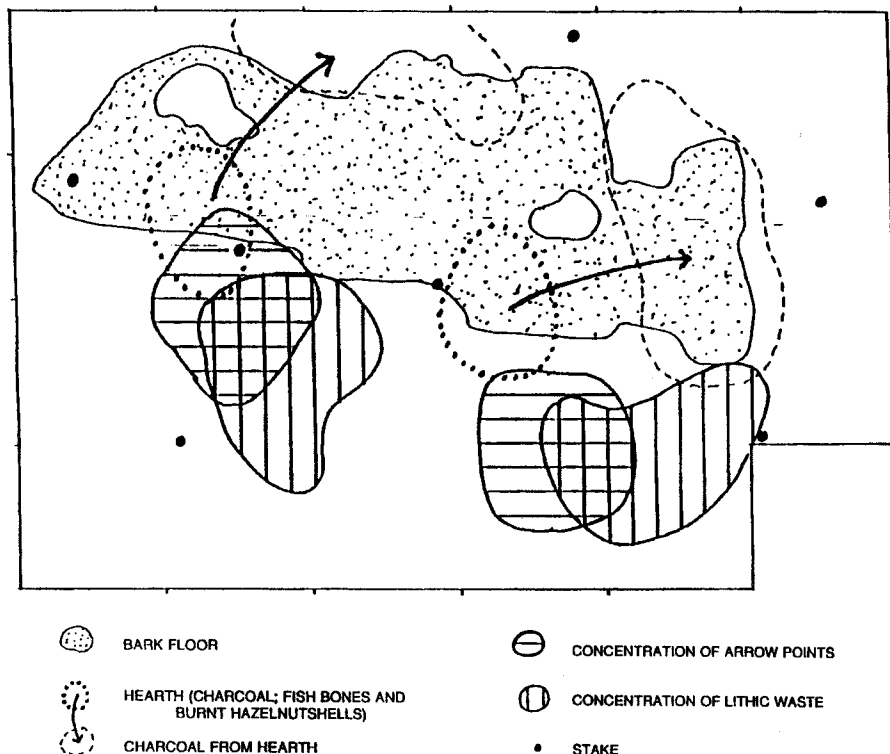 BARK FLOOR
HEARTH (CHARCOAL; FISH BONES AND
BURNT HAZELNUTSHELLS)
CHARCOAL FROM HEARTH
CONCENTRATION OF ARROW POINTS
CONCENTRATION OF LITHIC WASTE
STAKE